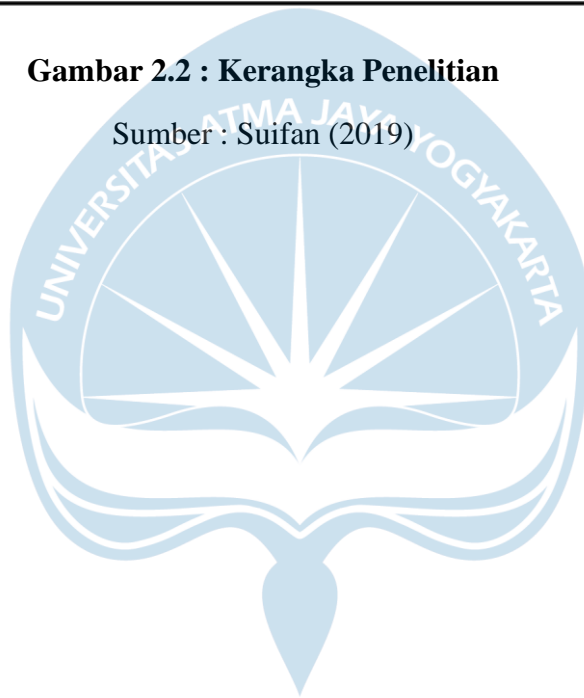 Gambar 2.2 : Kerangka Penelitian
Sumber : Suifan (2019)
UNIVERSITAS ATMA JAYA YOGYAKARTA